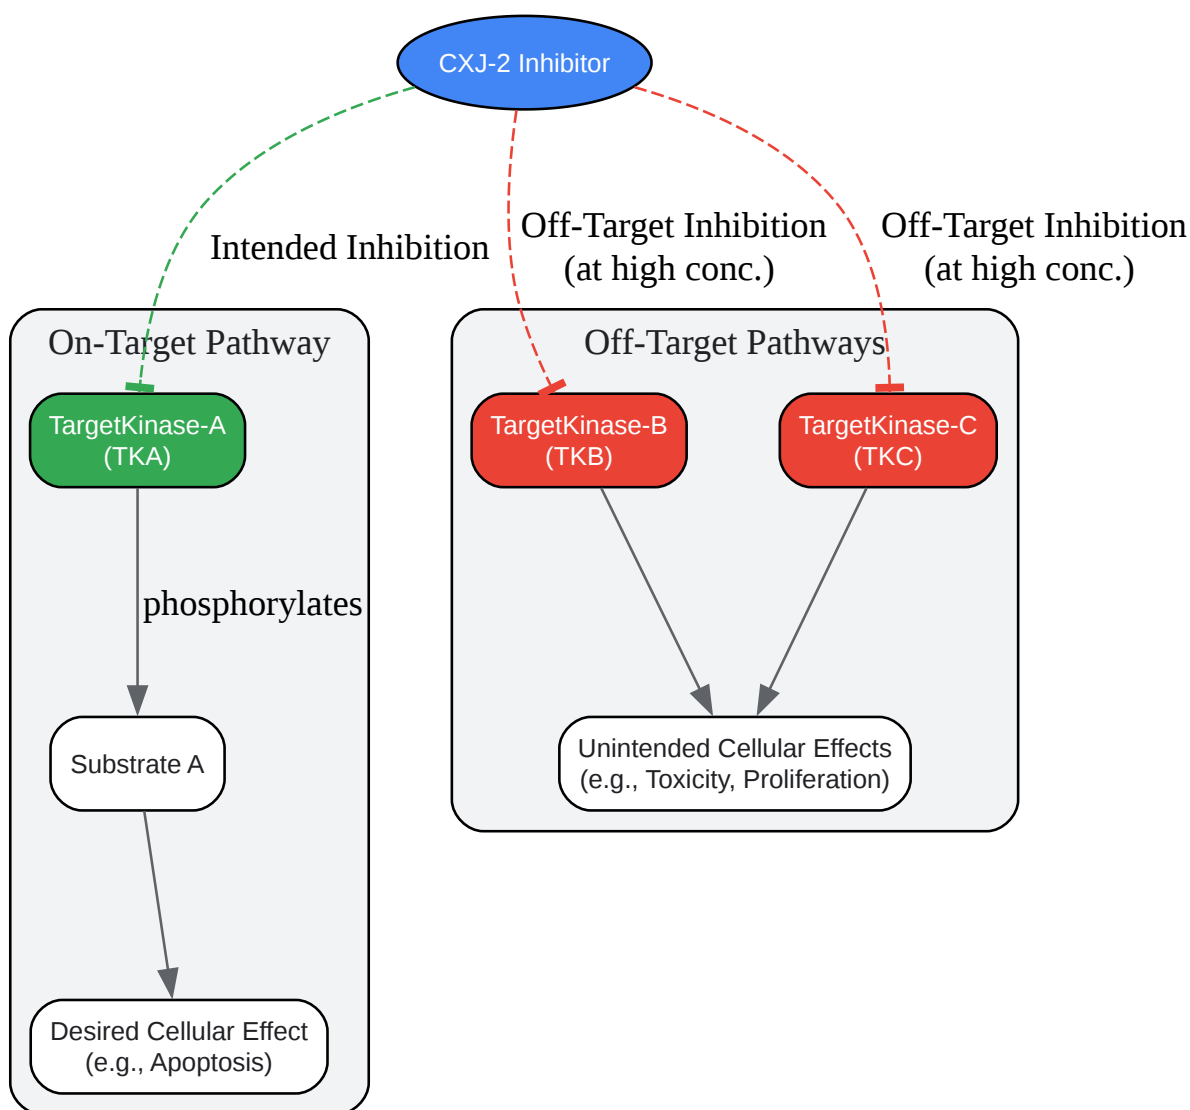 CXJ-2 Inhibitor
Intended Inhibition
Off-Target Inhibition
(at high conc.)
Off-Target Inhibition
(at high conc.)
On-Target Pathway
TargetKinase-A
(TKA)
phosphorylates
Substrate A
Desired Cellular Effect
(e.g., Apoptosis)
Off-Target Pathways
TargetKinase-B
(TKB)
TargetKinase-C
(TKC)
Unintended Cellular Effects
(e.g., Toxicity, Proliferation)